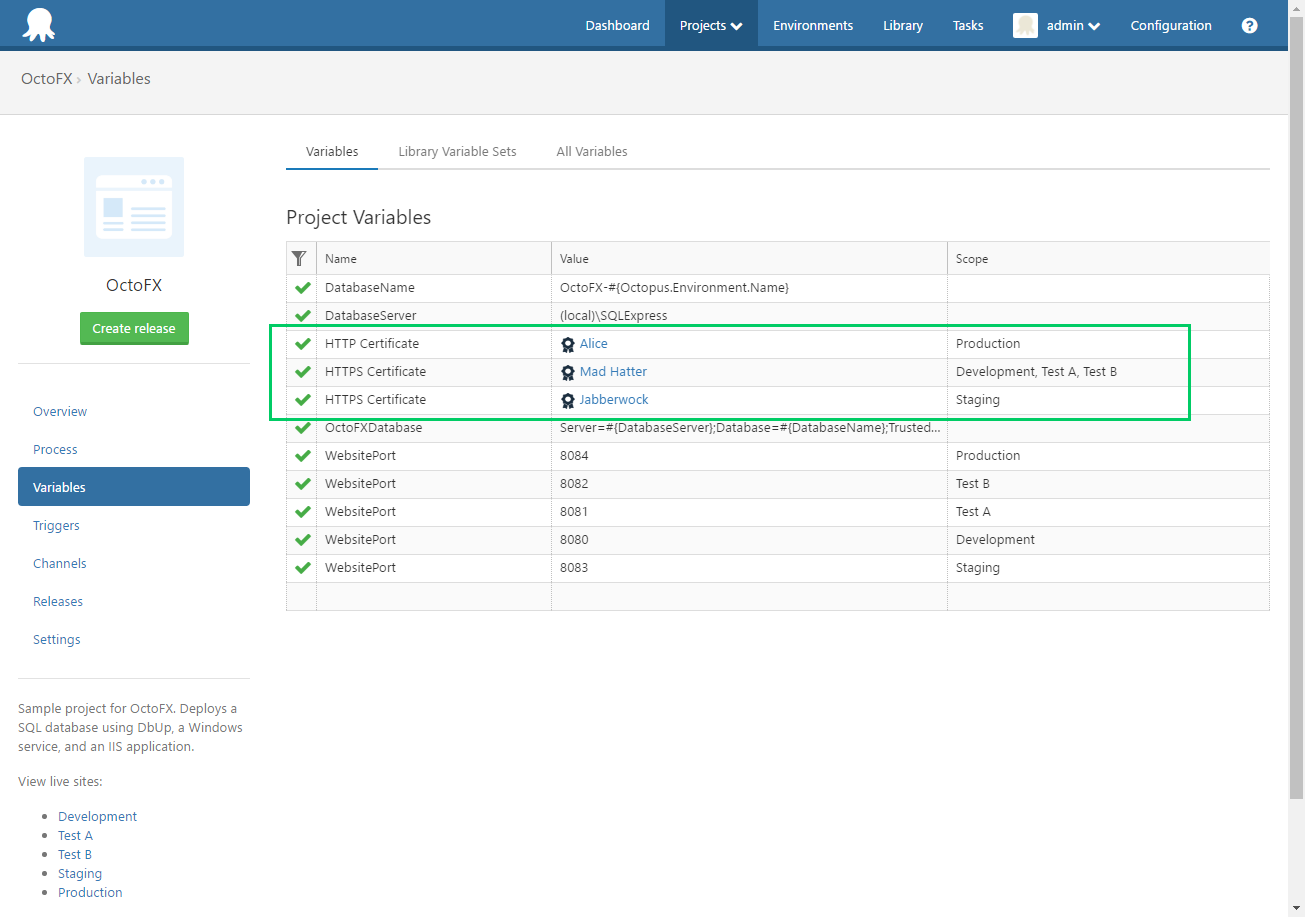 Dashboard Projects Environments Library Tasks admin Configuration ?
OctoFX › Variables
Variables Library Variable Sets All Variables
Project Variables
Name Value Scope
DatabaseName OctoFX-#{Octopus.Environment.Name}
DatabaseServer (local)\SQLExpress
HTTP Certificate Alice Production
HTTPS Certificate Mad Hatter Development, Test A, Test B
HTTPS Certificate Jabberwock Staging
OctoFXDatabase Server=#{DatabaseServer};Database=#{DatabaseName};Trusted...
WebsitePort 8084 Production
WebsitePort 8082 Test B
WebsitePort 8081 Test A
WebsitePort 8080 Development
WebsitePort 8083 Staging
OctoFX
Create release
Overview
Process
Variables
Triggers
Channels
Releases
Settings
Sample project for OctoFX. Deploys a
SQL database using DbUp, a Windows
service, and an IIS application.
View live sites:
Development
Test A
Test B
Staging
Production